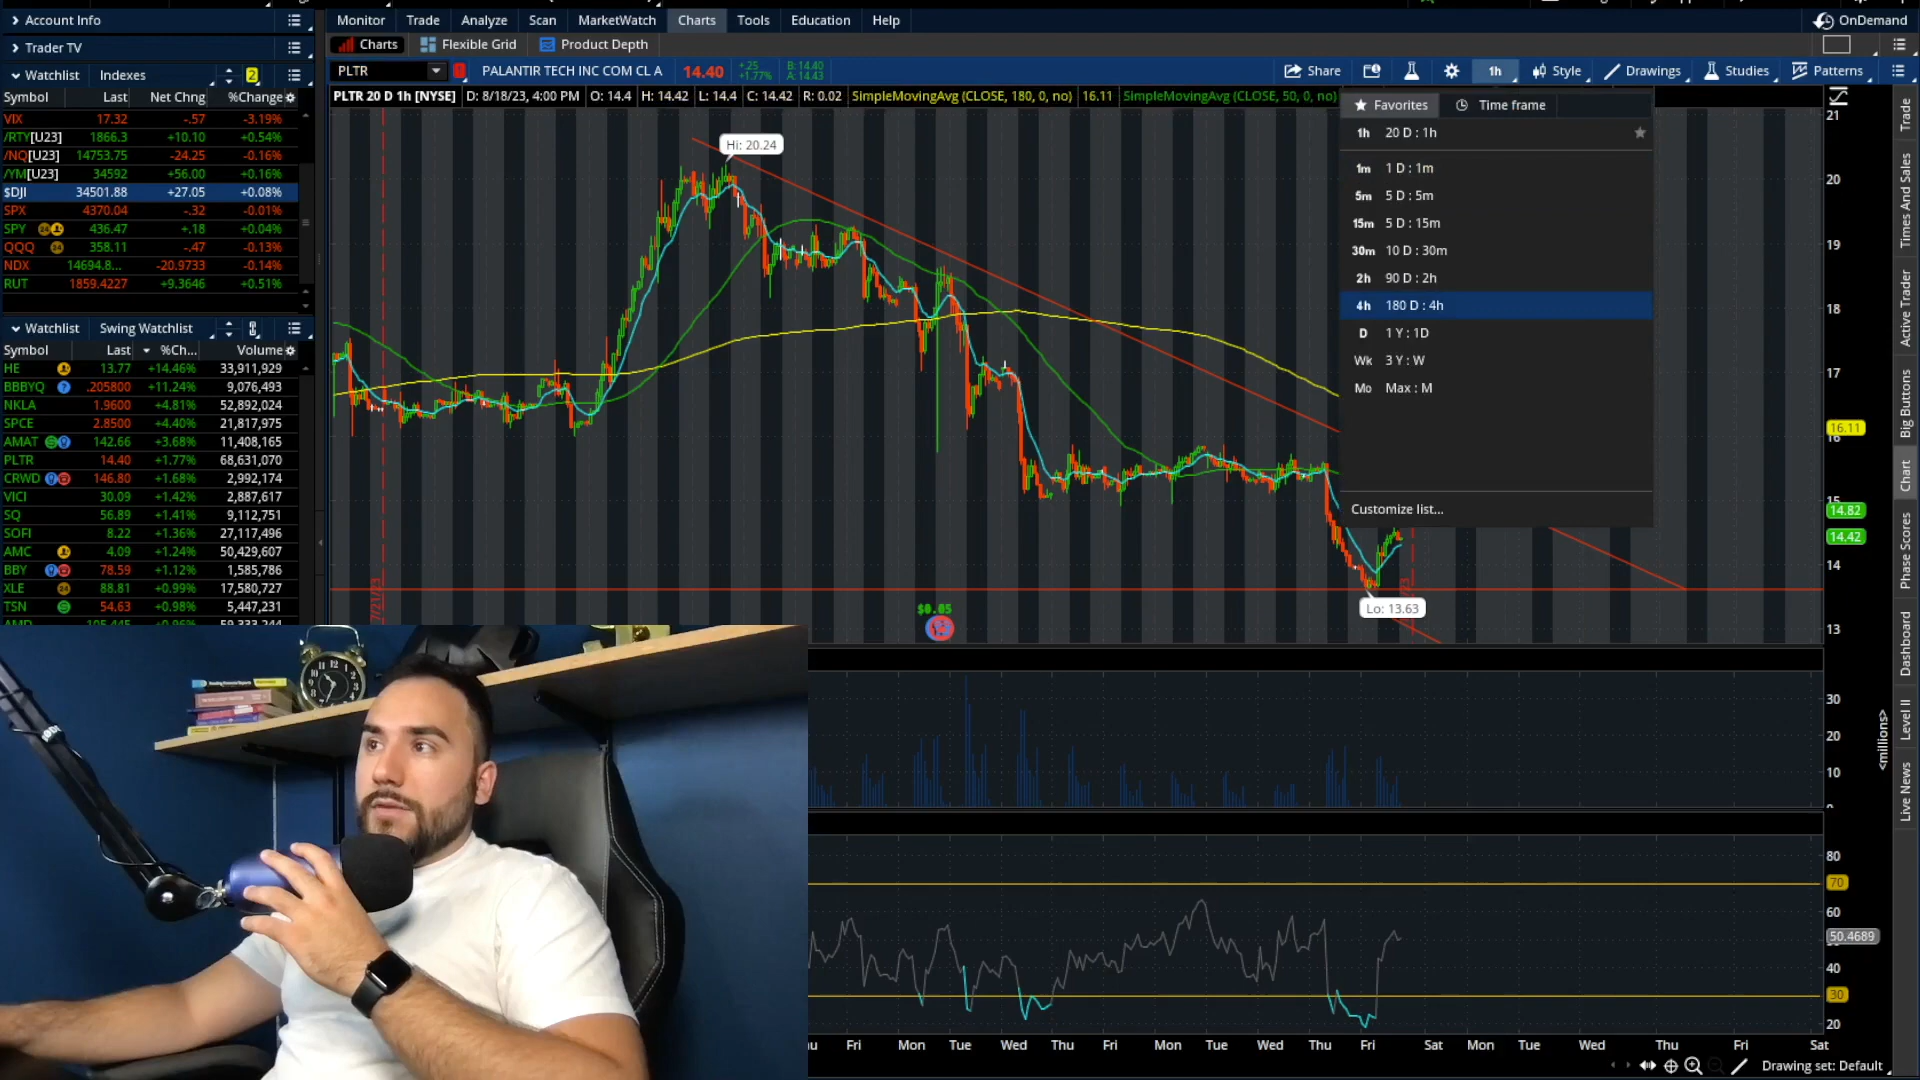 Account Info
Trader TV
Watchlist Indexes 2
Symbol Last Net Chng %Change
VIX 17.32 -.57 -3.19%
/RTY[U23] 1866.3 +10.10 +0.54%
/NQ[U23] 14753.75 -24.25 -0.16%
/YM[U23] 34592 +56.00 +0.16%
$DJI 34501.88 +27.05 +0.08%
SPX 4370.04 -.32 -0.01%
SPY 436.47 +.18 +0.04%
QQQ 358.11 -.47 -0.13%
NDX 14694.8... -20.9733 -0.14%
RUT 1859.4227 +9.3646 +0.51%
Watchlist Swing Watchlist
Symbol Last %Ch... Volume
HE 13.77 +14.46% 33,911,929
BBBYQ .205800 +11.24% 9,076,493
NKLA 1.9600 +4.81% 52,892,024
SPCE 2.8500 +4.40% 21,817,975
AMAT 142.66 +3.68% 11,408,165
PLTR 14.40 +1.77% 68,631,070
CRWD 146.80 +1.68% 2,992,174
VICI 30.09 +1.42% 2,887,617
SQ 56.89 +1.41% 9,112,751
SOFI 8.22 +1.36% 27,117,496
AMC 4.09 +1.24% 50,429,607
BBY 78.59 +1.12% 1,585,786
XLE 88.81 +0.99% 17,580,727
TSN 54.63 +0.98% 5,447,231
Monitor Trade Analyze Scan MarketWatch Charts Tools Education Help
OnDemand
Charts Flexible Grid Product Depth
PLTR PALANTIR TECH INC COM CL A 14.40 +.25 +1.77% B: 14.40 A: 14.43
Share 1h Style Drawings Studies Patterns
PLTR 20 D 1h [NYSE] D: 8/18/23, 4:00 PM O: 14.4 H: 14.42 L: 14.4 C: 14.42 R: 0.02 SimpleMovingAvg (CLOSE, 180, 0, no) 16.11 SimpleMovingAvg (CLOSE, 50, 0, no)
Favorites Time frame
1h 20 D : 1h
1m 1 D : 1m
5m 5 D : 5m
15m 5 D : 15m
30m 10 D : 30m
2h 90 D : 2h
4h 180 D : 4h
D 1 Y : 1D
Wk 3 Y : W
Mo Max : M
Customize list...
Hi: 20.24
Lo: 13.63
$0.05
7/21/23
21
20
19
18
17
16.11
16
15
14.82
14.42
14
13
30
20
10
<millions>
80
70
60
50.4689
40
30
20
Fri Mon Tue Wed Thu Fri Mon Tue Wed Thu Fri Sat Mon Tue Wed Thu Fri Sat
Drawing set: Default
Trade
Times And Sales
Active Trader
Big Buttons
Chart
Phase Scores
Dashboard
Level II
Live News